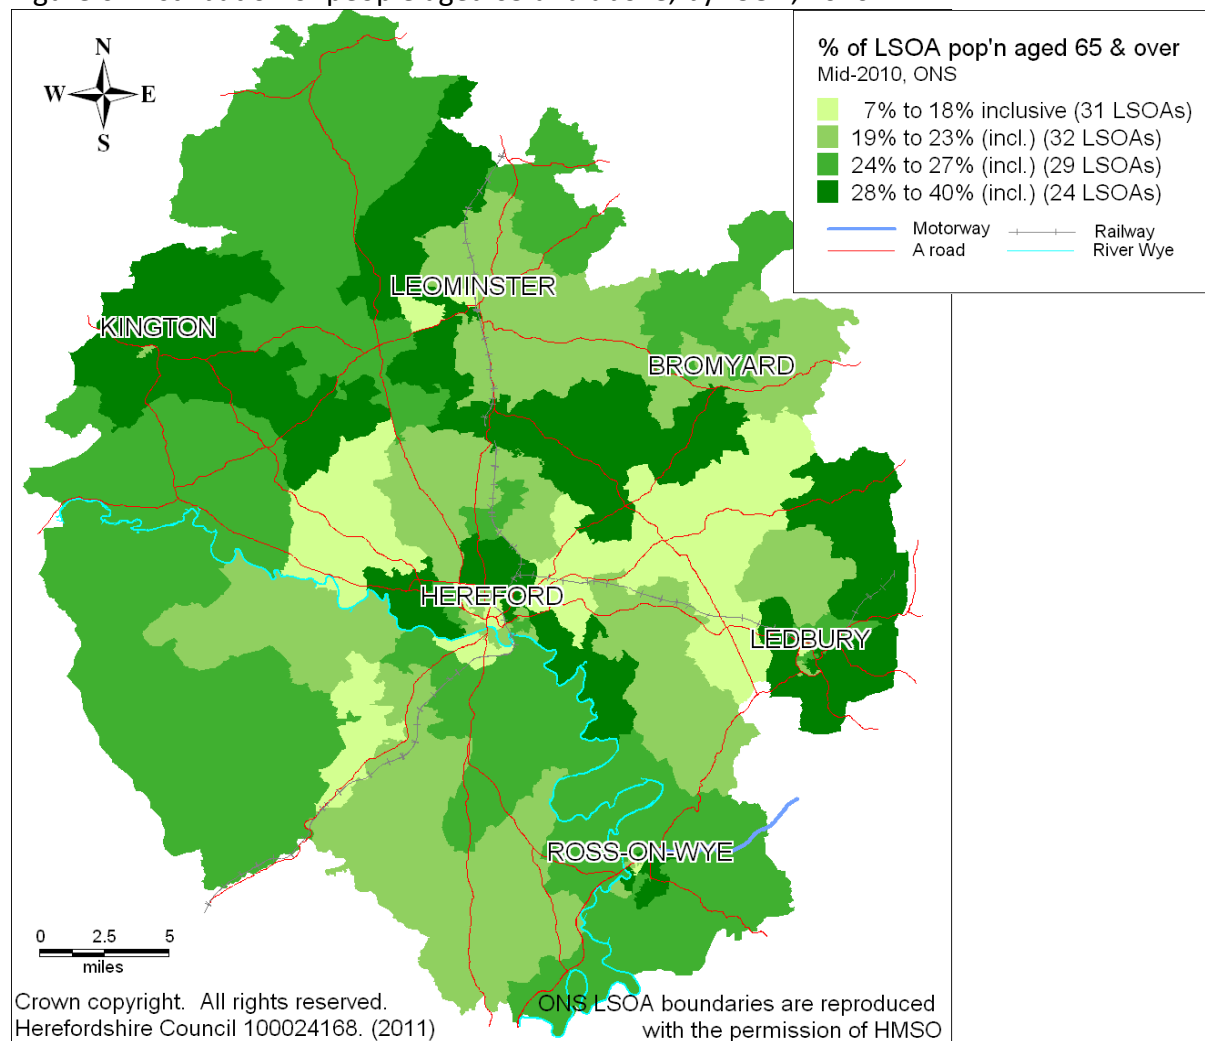 N
W E
S
% of LSOA pop'n aged 65 & over
Mid-2010, ONS
7% to 18% inclusive (31 LSOAs)
19% to 23% (incl.) (32 LSOAs)
24% to 27% (incl.) (29 LSOAs)
28% to 40% (incl.) (24 LSOAs)
Motorway Railway
A road River Wye
LEOMINSTER
KINGTON
BROMYARD
HEREFORD
LEDBURY
ROSS-ON-WYE
0 2.5 5
miles
Crown copyright. All rights reserved.
Herefordshire Council 100024168. (2011)
ONS LSOA boundaries are reproduced
with the permission of HMSO